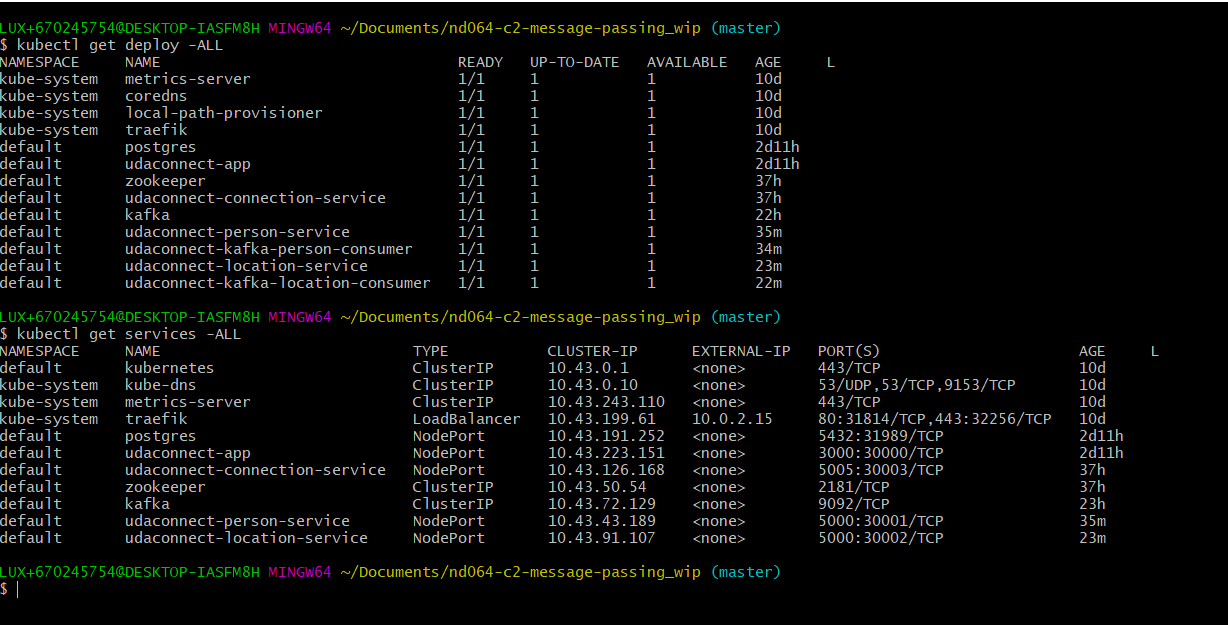 LUX+670245754@DESKTOP-IASFM8H MINGW64 ~/Documents/nd064-c2-message-passing_wip (master)
$ kubectl get deploy -ALL
NAMESPACE NAME READY UP-TO-DATE AVAILABLE AGE L
kube-system metrics-server 1/1 1 1 10d
kube-system coredns 1/1 1 1 10d
kube-system local-path-provisioner 1/1 1 1 10d
kube-system traefik 1/1 1 1 10d
default postgres 1/1 1 1 2d11h
default udaconnect-app 1/1 1 1 2d11h
default zookeeper 1/1 1 1 37h
default udaconnect-connection-service 1/1 1 1 37h
default kafka 1/1 1 1 22h
default udaconnect-person-service 1/1 1 1 35m
default udaconnect-kafka-person-consumer 1/1 1 1 34m
default udaconnect-location-service 1/1 1 1 23m
default udaconnect-kafka-location-consumer 1/1 1 1 22m
LUX+670245754@DESKTOP-IASFM8H MINGW64 ~/Documents/nd064-c2-message-passing_wip (master)
$ kubectl get services -ALL
NAMESPACE NAME TYPE CLUSTER-IP EXTERNAL-IP PORT(S) AGE L
default kubernetes ClusterIP 10.43.0.1 <none> 443/TCP 10d
kube-system kube-dns ClusterIP 10.43.0.10 <none> 53/UDP,53/TCP,9153/TCP 10d
kube-system metrics-server ClusterIP 10.43.243.110 <none> 443/TCP 10d
kube-system traefik LoadBalancer 10.43.199.61 10.0.2.15 80:31814/TCP,443:32256/TCP 10d
default postgres NodePort 10.43.191.252 <none> 5432:31989/TCP 2d11h
default udaconnect-app NodePort 10.43.223.151 <none> 3000:30000/TCP 2d11h
default udaconnect-connection-service NodePort 10.43.126.168 <none> 5005:30003/TCP 37h
default zookeeper ClusterIP 10.43.50.54 <none> 2181/TCP 37h
default kafka ClusterIP 10.43.72.129 <none> 9092/TCP 23h
default udaconnect-person-service NodePort 10.43.43.189 <none> 5000:30001/TCP 35m
default udaconnect-location-service NodePort 10.43.91.107 <none> 5000:30002/TCP 23m
LUX+670245754@DESKTOP-IASFM8H MINGW64 ~/Documents/nd064-c2-message-passing_wip (master)
$